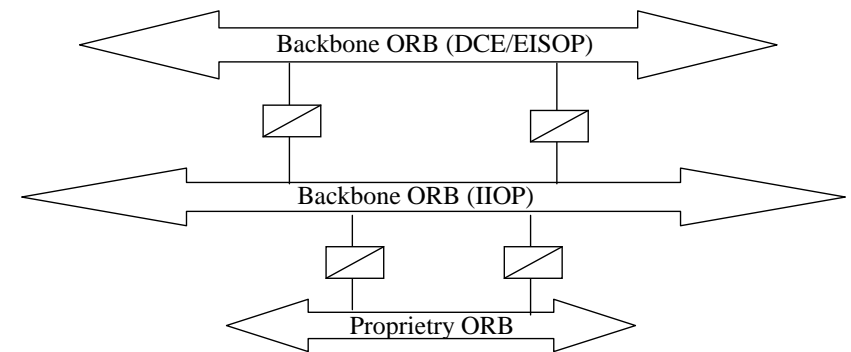 Backbone ORB (DCE/EISOP)
Backbone ORB (IIOP)
Proprietry ORB